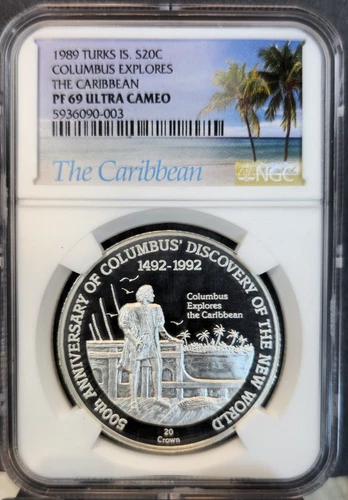 1989 TURKS IS. S20C
COLUMBUS EXPLORES
THE CARIBBEAN
PF 69 ULTRA CAMEO
5936090-003
The Caribbean
NGC
500th ANNIVERSARY OF COLUMBUS' DISCOVERY OF THE NEW WORLD
1492-1992
Columbus
Explores
the Caribbean
20
Crown